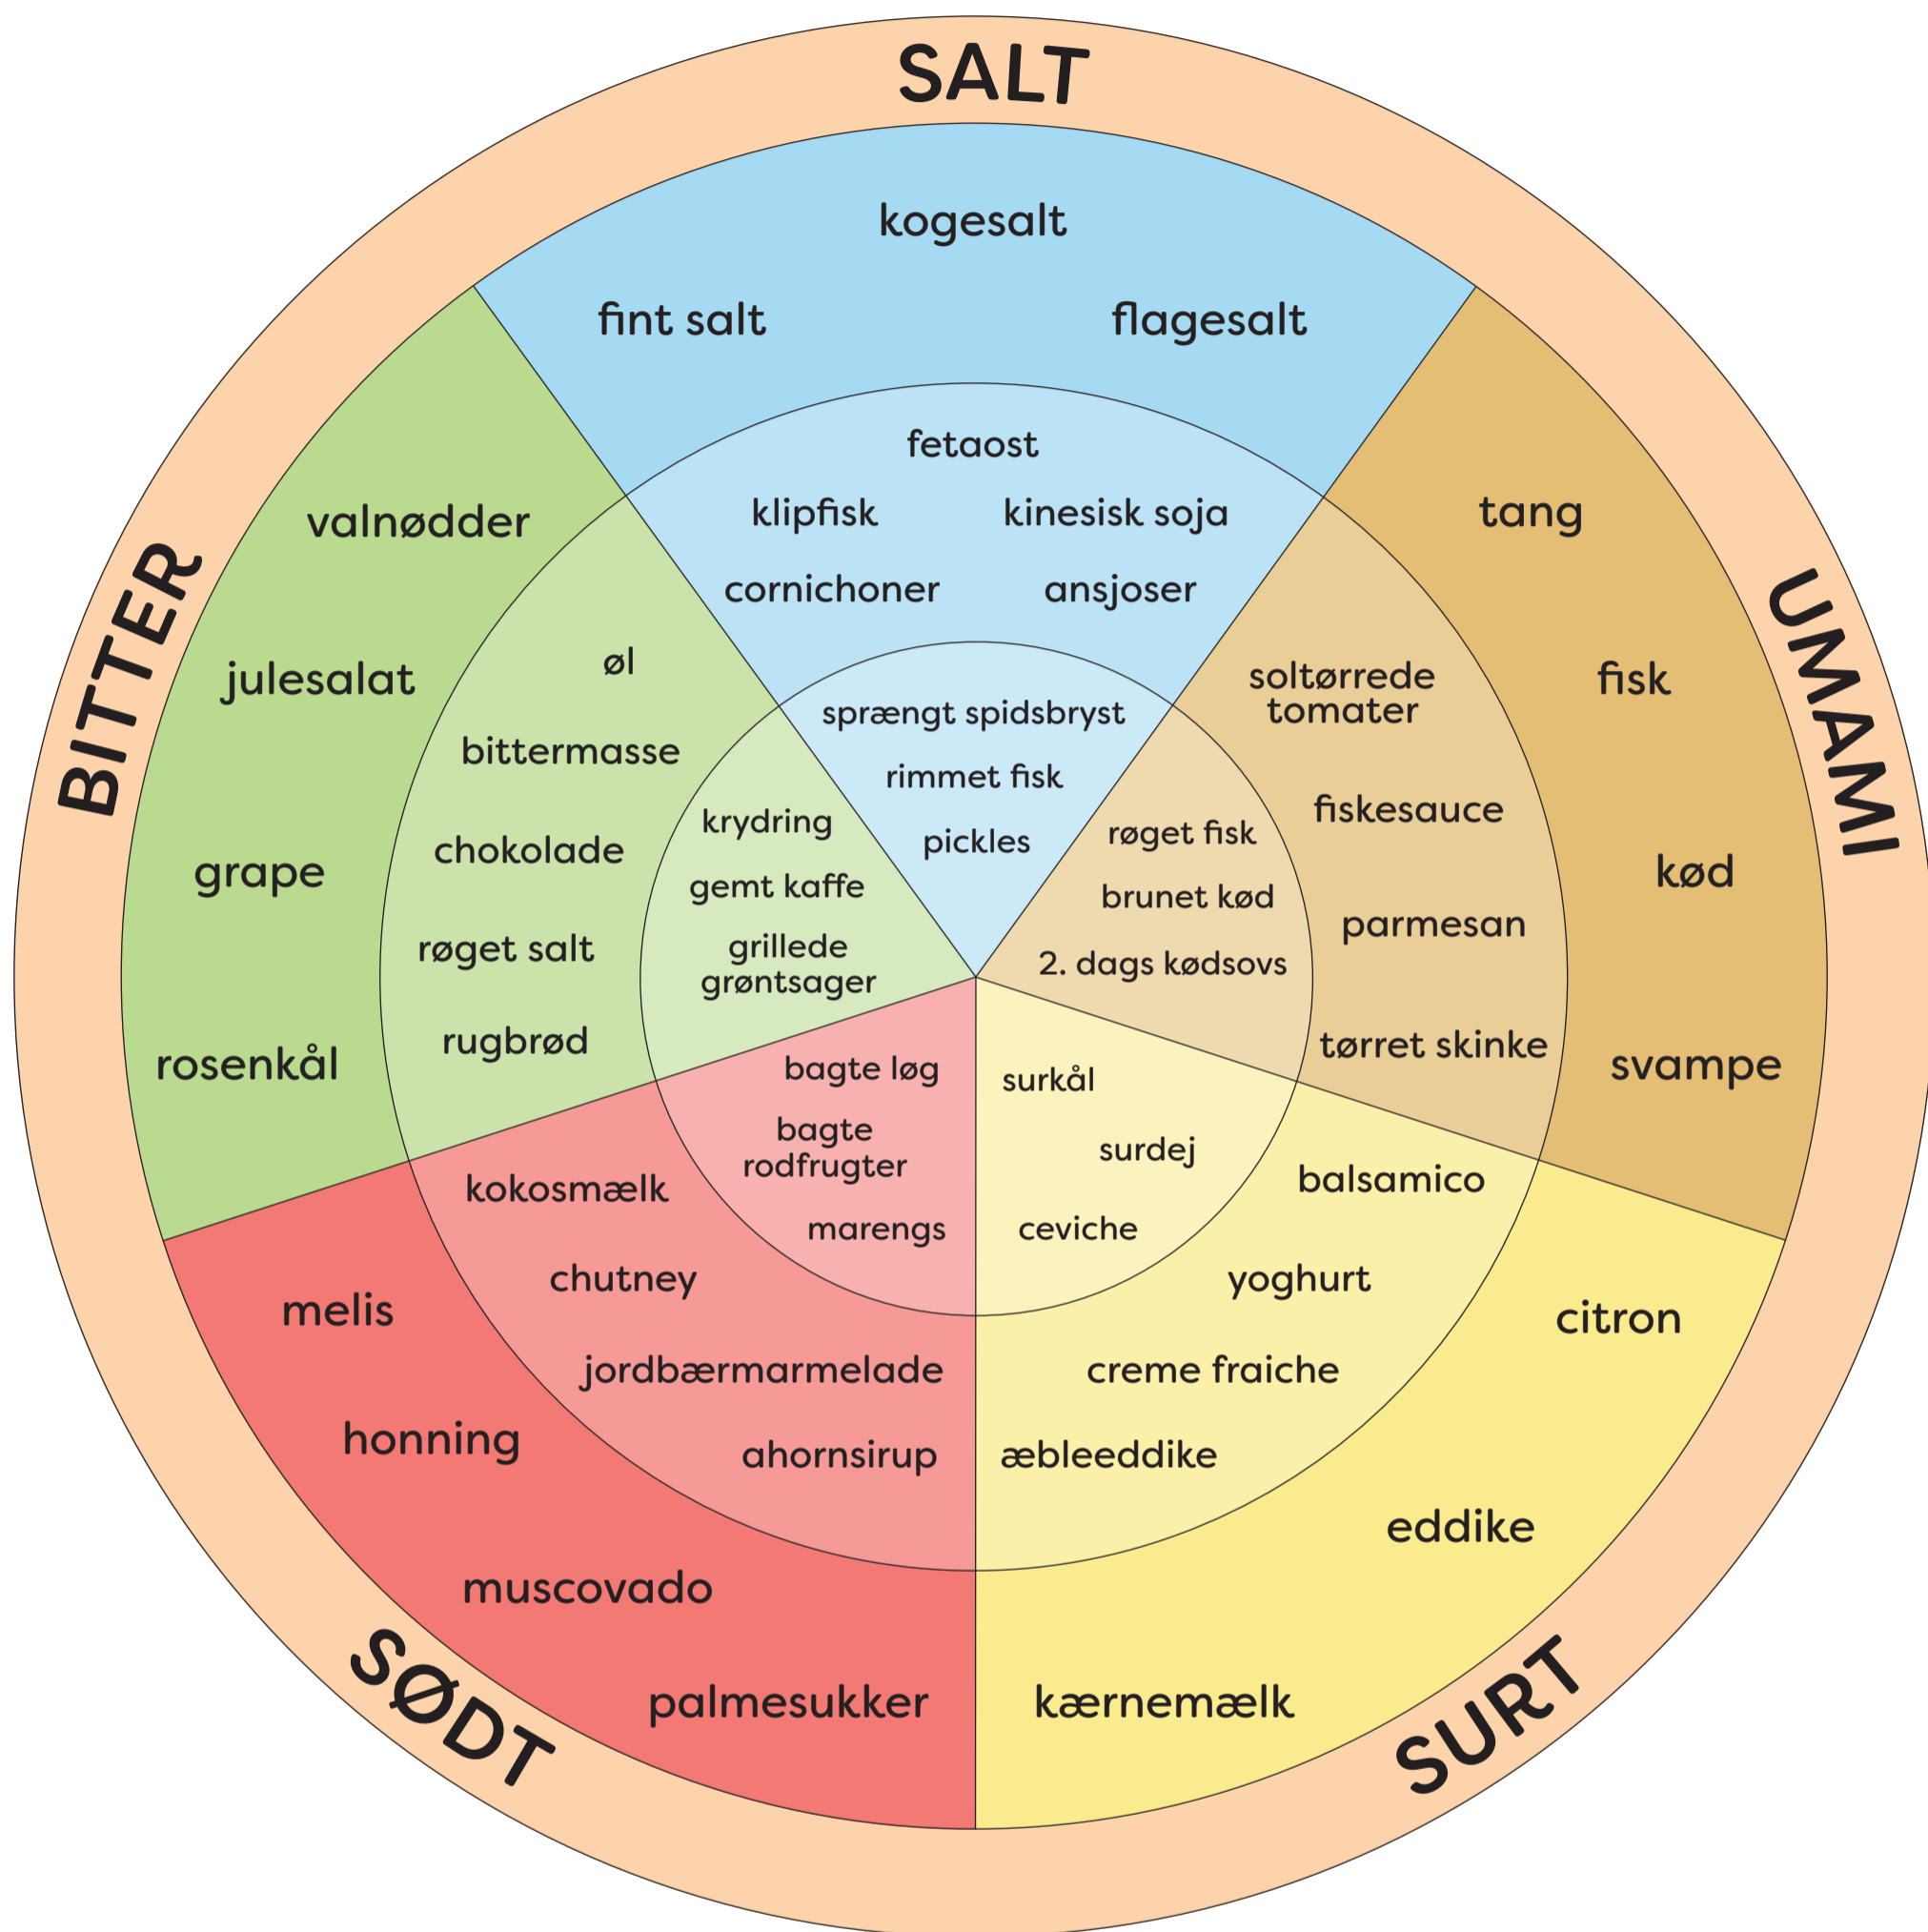 SALT
kogesalt
fint salt
flagesalt
fetaost
klipfisk
kinesisk soja
cornichoner
ansjoser
sprængt spidsbryst
rimmet fisk
pickles
UMAMI
tang
fisk
kød
svampe
soltørrede
tomater
fiskesauce
parmesan
tørret skinke
røget fisk
brunet kød
2. dags kødsovs
SURT
citron
eddike
kærnemælk
balsamico
yoghurt
creme fraiche
æbleeddike
surkål
surdej
ceviche
SØDT
melis
honning
muscovado
palmesukker
kokosmælk
chutney
jordbærmarmelade
ahornsirup
bagte løg
bagte
rodfrugter
marengs
BITTER
valnødder
julesalat
grape
rosenkål
øl
bittermasse
chokolade
røget salt
rugbrød
krydring
gemt kaffe
grillede
grøntsager